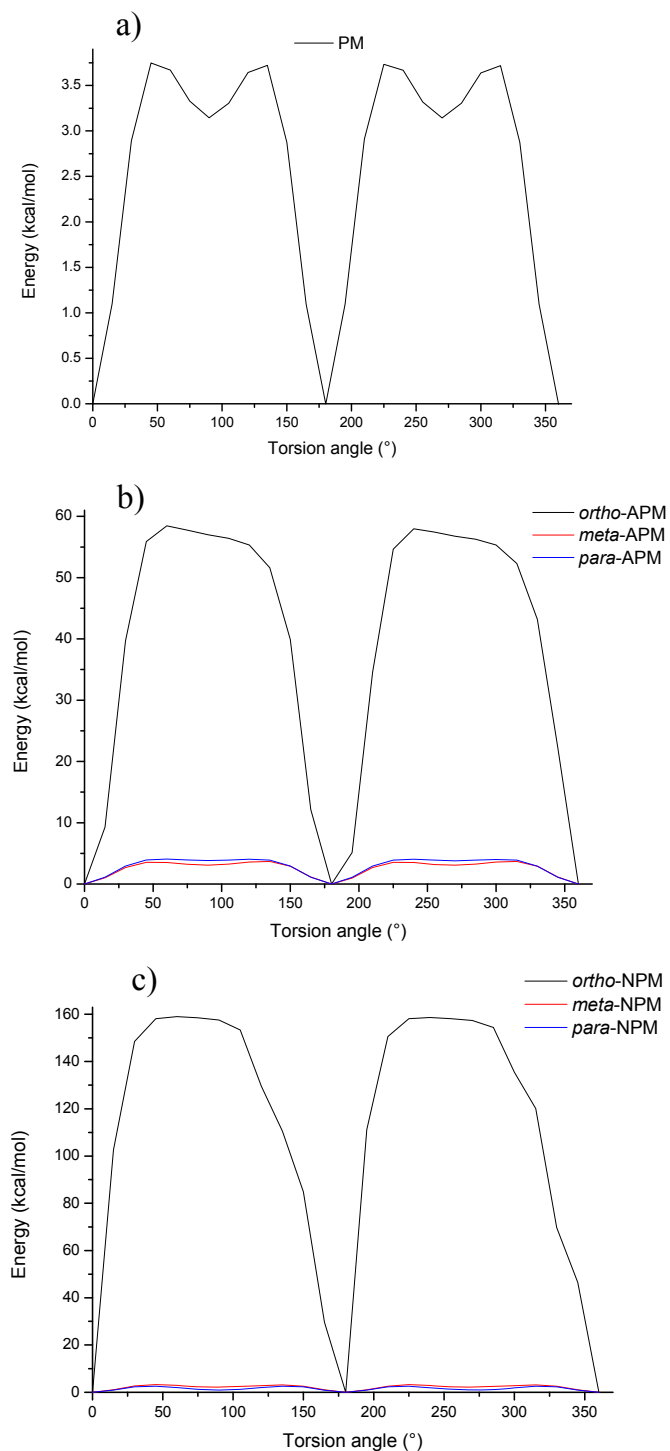 a)
PM
Energy (kcal/mol)
3.5
3.0
2.5
2.0
1.5
1.0
0.5
0.0
0 50 100 150 200 250 300 350
Torsion angle (°)
b)
ortho-APM
meta-APM
para-APM
Energy (kcal/mol)
60
50
40
30
20
10
0
0 50 100 150 200 250 300 350
Torsion angle (°)
c)
ortho-NPM
meta-NPM
para-NPM
Energy (kcal/mol)
160
140
120
100
80
60
40
20
0
0 50 100 150 200 250 300 350
Torsion angle (°)